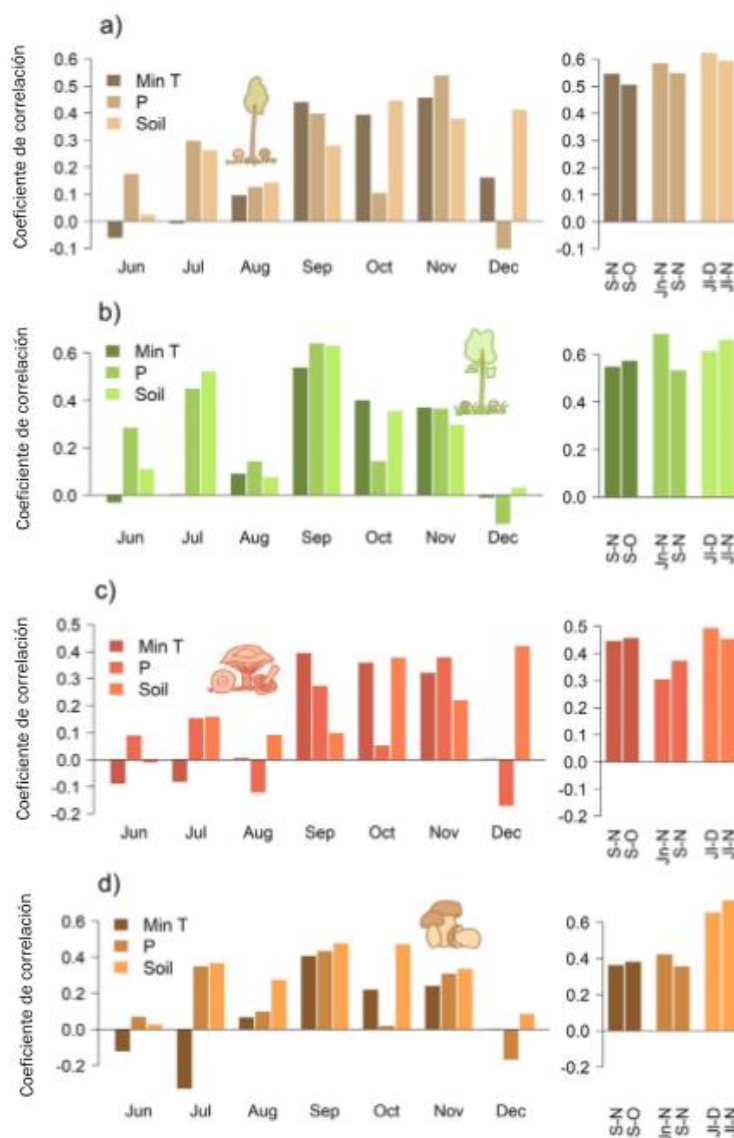 a)
Coeficiente de correlación
0.6
0.5
0.4
0.3
0.2
0.1
0.0
-0.1
Min T
P
Soil
Jun Jul Aug Sep Oct Nov Dec
0.6
0.5
0.4
0.3
0.2
0.1
0.0
-0.1
S-N
S-O
Jn-N
S-N
Jl-D
Jl-N
b)
Coeficiente de correlación
0.6
0.4
0.2
0.0
Min T
P
Soil
Jun Jul Aug Sep Oct Nov Dec
0.6
0.4
0.2
0.0
S-N
S-O
Jn-N
S-N
Jl-D
Jl-N
c)
Coeficiente de correlación
0.5
0.4
0.3
0.2
0.1
0.0
-0.1
-0.2
Min T
P
Soil
Jun Jul Aug Sep Oct Nov Dec
0.5
0.4
0.3
0.2
0.1
0.0
-0.1
-0.2
S-N
S-O
Jn-N
S-N
Jl-D
Jl-N
d)
Coeficiente de correlación
0.6
0.4
0.2
0.0
-0.2
Min T
P
Soil
Jun Jul Aug Sep Oct Nov Dec
0.6
0.4
0.2
0.0
-0.2
S-N
S-O
Jn-N
S-N
Jl-D
Jl-N